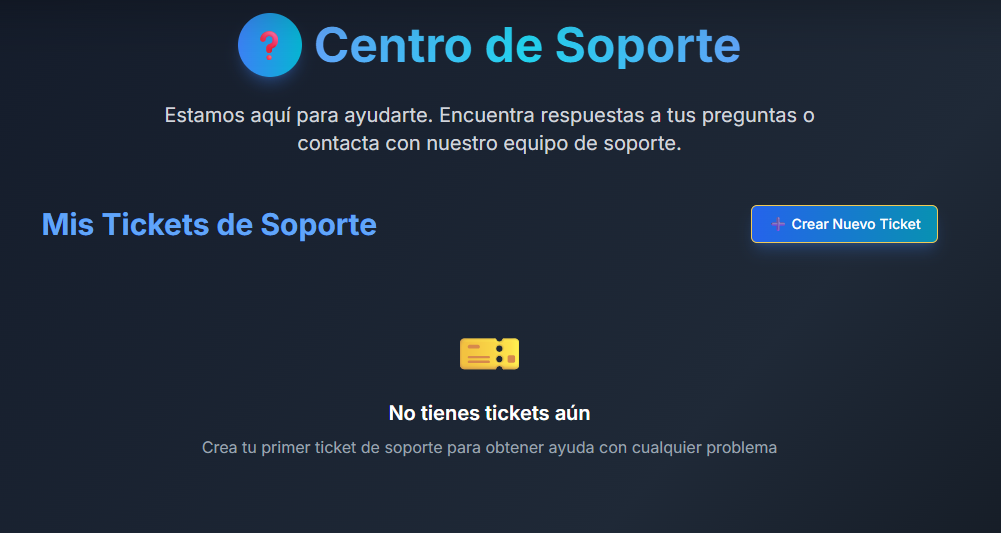 Centro de Soporte
Estamos aquí para ayudarte. Encuentra respuestas a tus preguntas o
contacta con nuestro equipo de soporte.
Mis Tickets de Soporte
Crear Nuevo Ticket
No tienes tickets aún
Crea tu primer ticket de soporte para obtener ayuda con cualquier problema